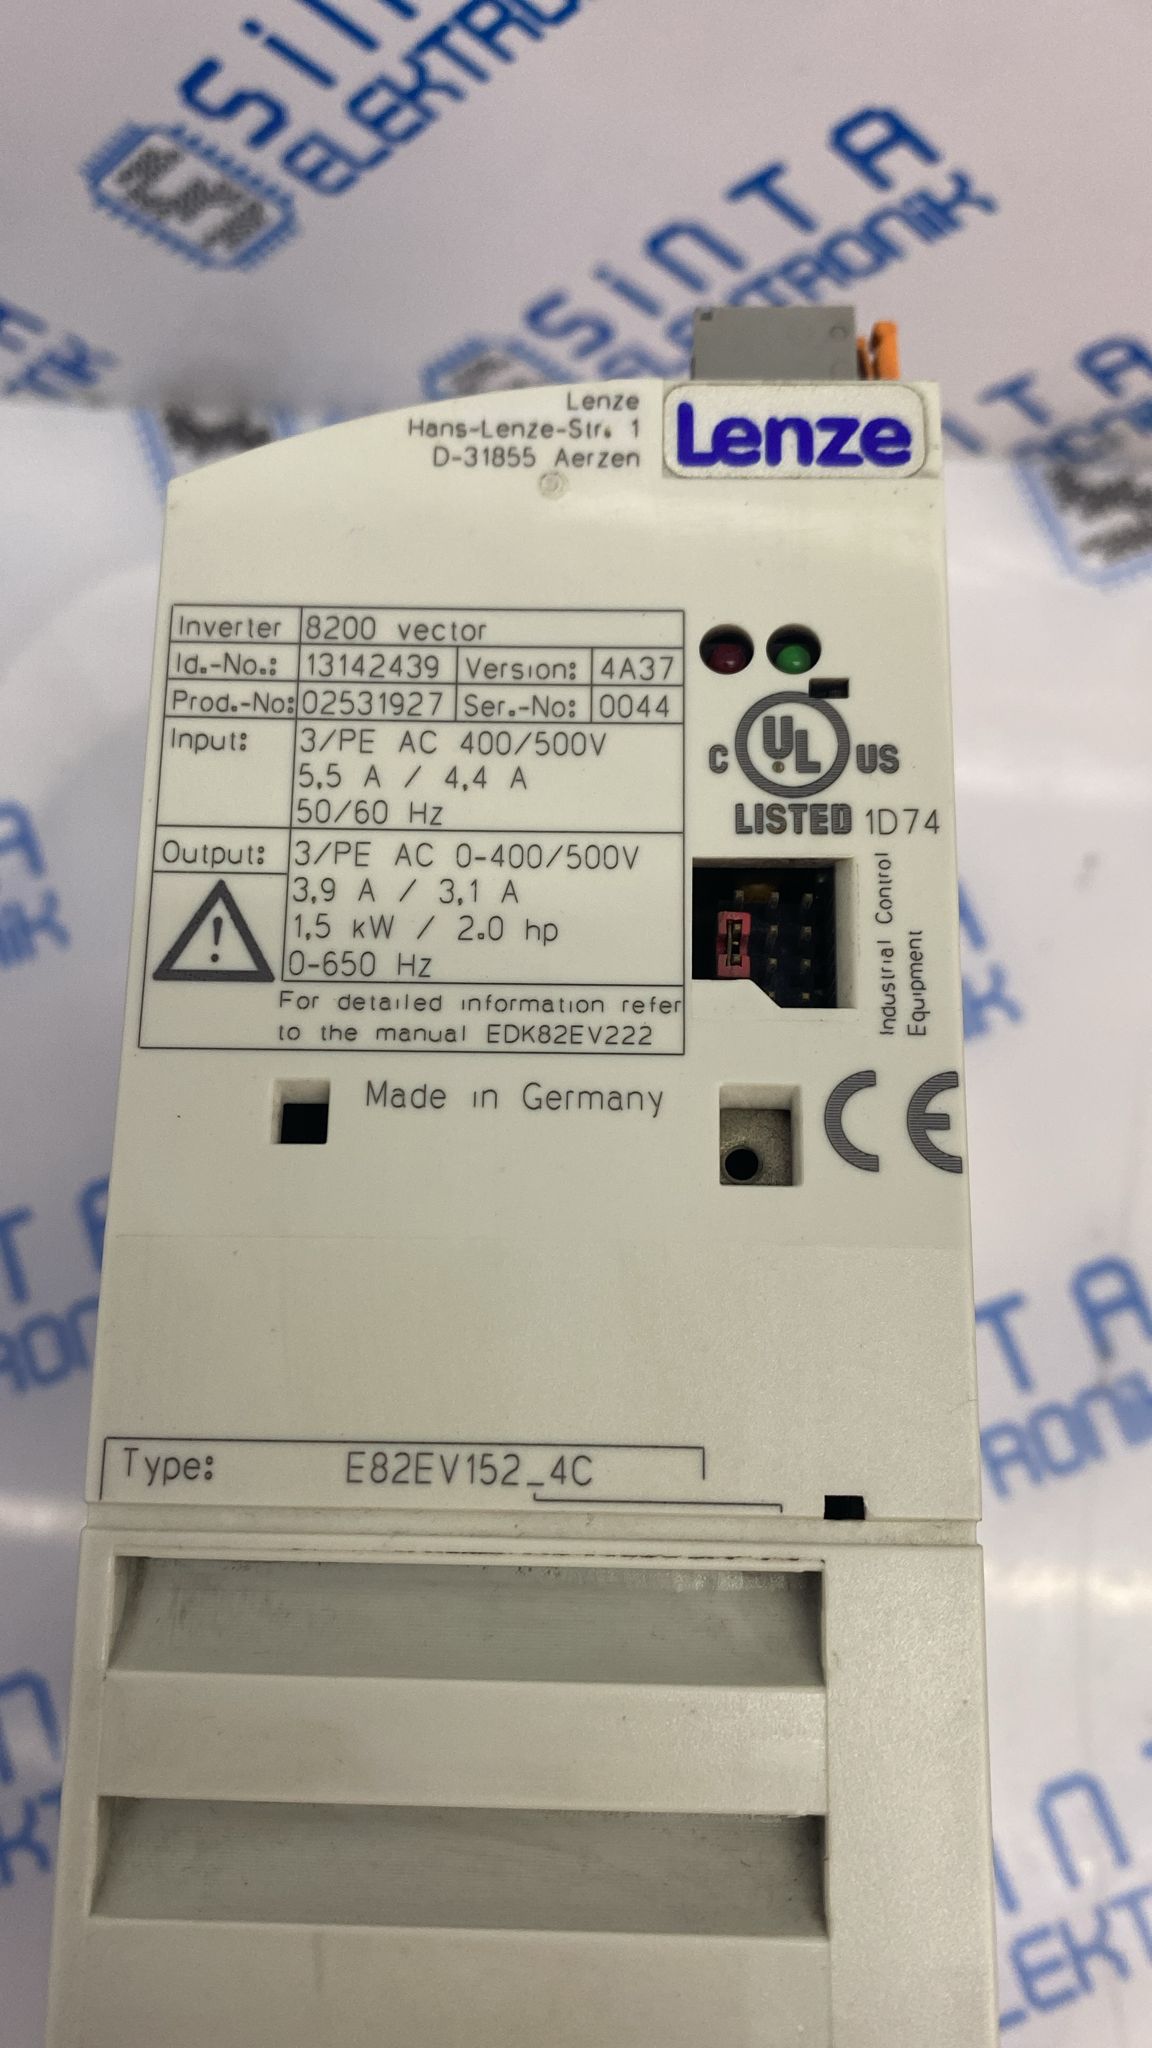 SiNTA
ELEKTRONiK
SiNTA
ELEKTRONiK
Lenze
Hans-Lenze-Str. 1
D-31855 Aerzen
Lenze
Inverter 8200 vector
Id.-No.: 13142439 Version: 4A37
Prod.-No: 02531927 Ser.-No: 0044
Input: 3/PE AC 400/500V
5,5 A / 4,4 A
50/60 Hz
Output: 3/PE AC 0-400/500V
3,9 A / 3,1 A
1,5 kW / 2.0 hp
0-650 Hz
For detailed information refer
to the manual EDK82EV222
C UL US
LISTED 1D74
Industrial Control
Equipment
Made in Germany
CE
Type: E82EV152_4C